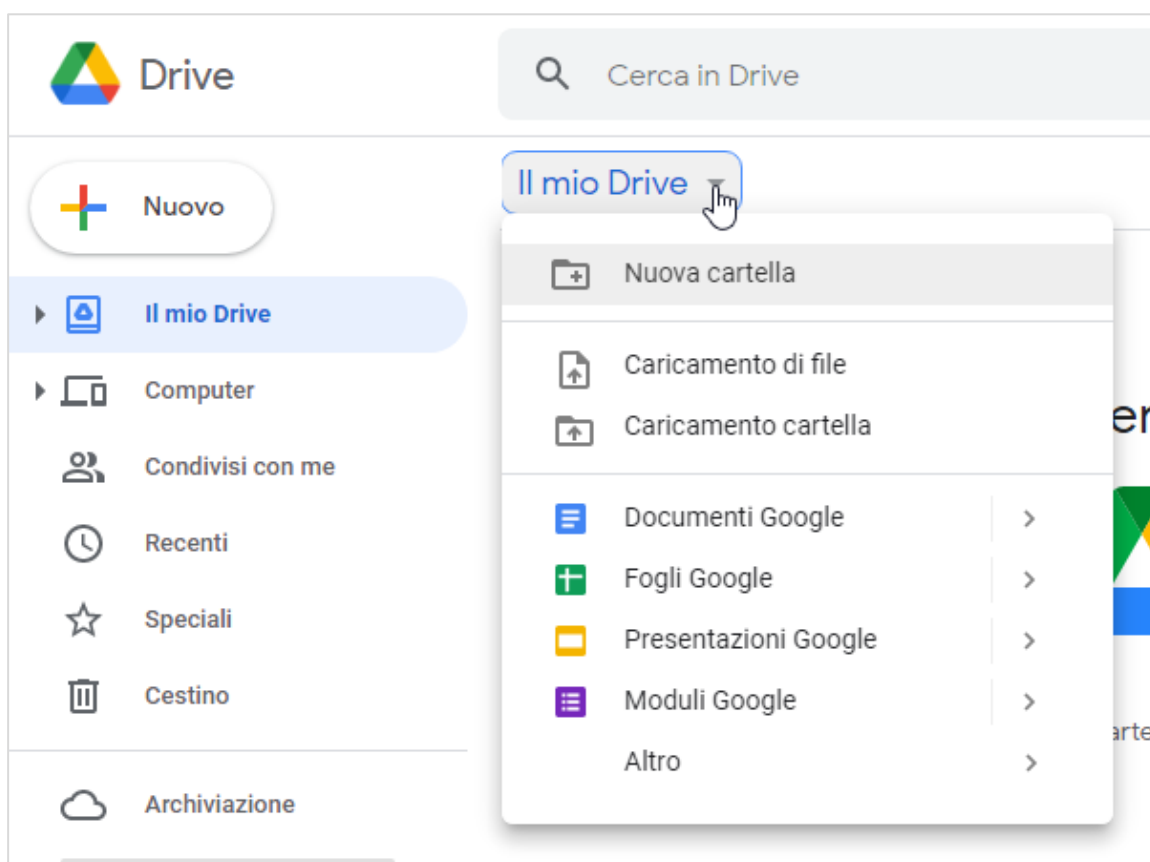 Drive
Cerca in Drive
Nuovo
Il mio Drive
Il mio Drive
Computer
Condivisi con me
Recenti
Speciali
Cestino
Archiviazione
Nuova cartella
Caricamento di file
Caricamento cartella
Documenti Google
Fogli Google
Presentazioni Google
Moduli Google
Altro